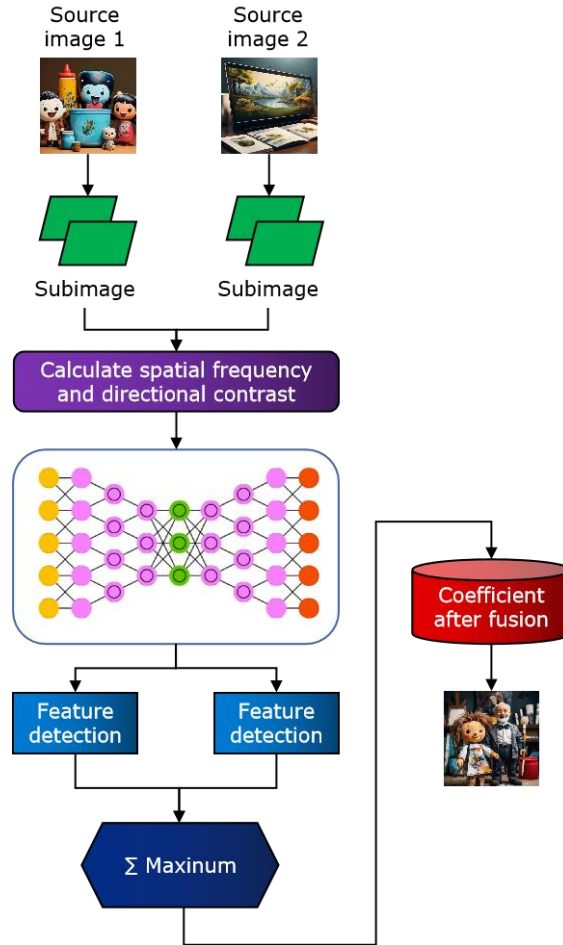 Source
image 1
Source
image 2
Subimage
Subimage
Calculate spatial frequency
and directional contrast
Feature
detection
Feature
detection
Σ Maxinum
Coefficient
after fusion